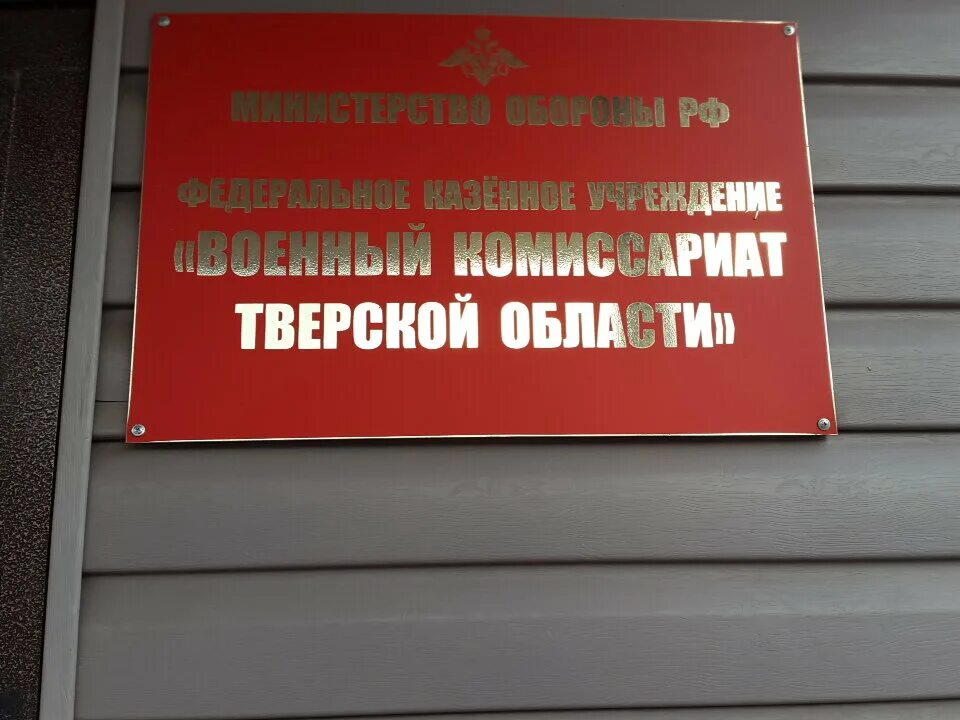 МИНИСТЕРСТВО ОБОРОНЫ РФ
ФЕДЕРАЛЬНОЕ КАЗЁННОЕ УЧРЕЖДЕНИЕ
«ВОЕННЫЙ КОМИССАРИАТ
ТВЕРСКОЙ ОБЛАСТИ»